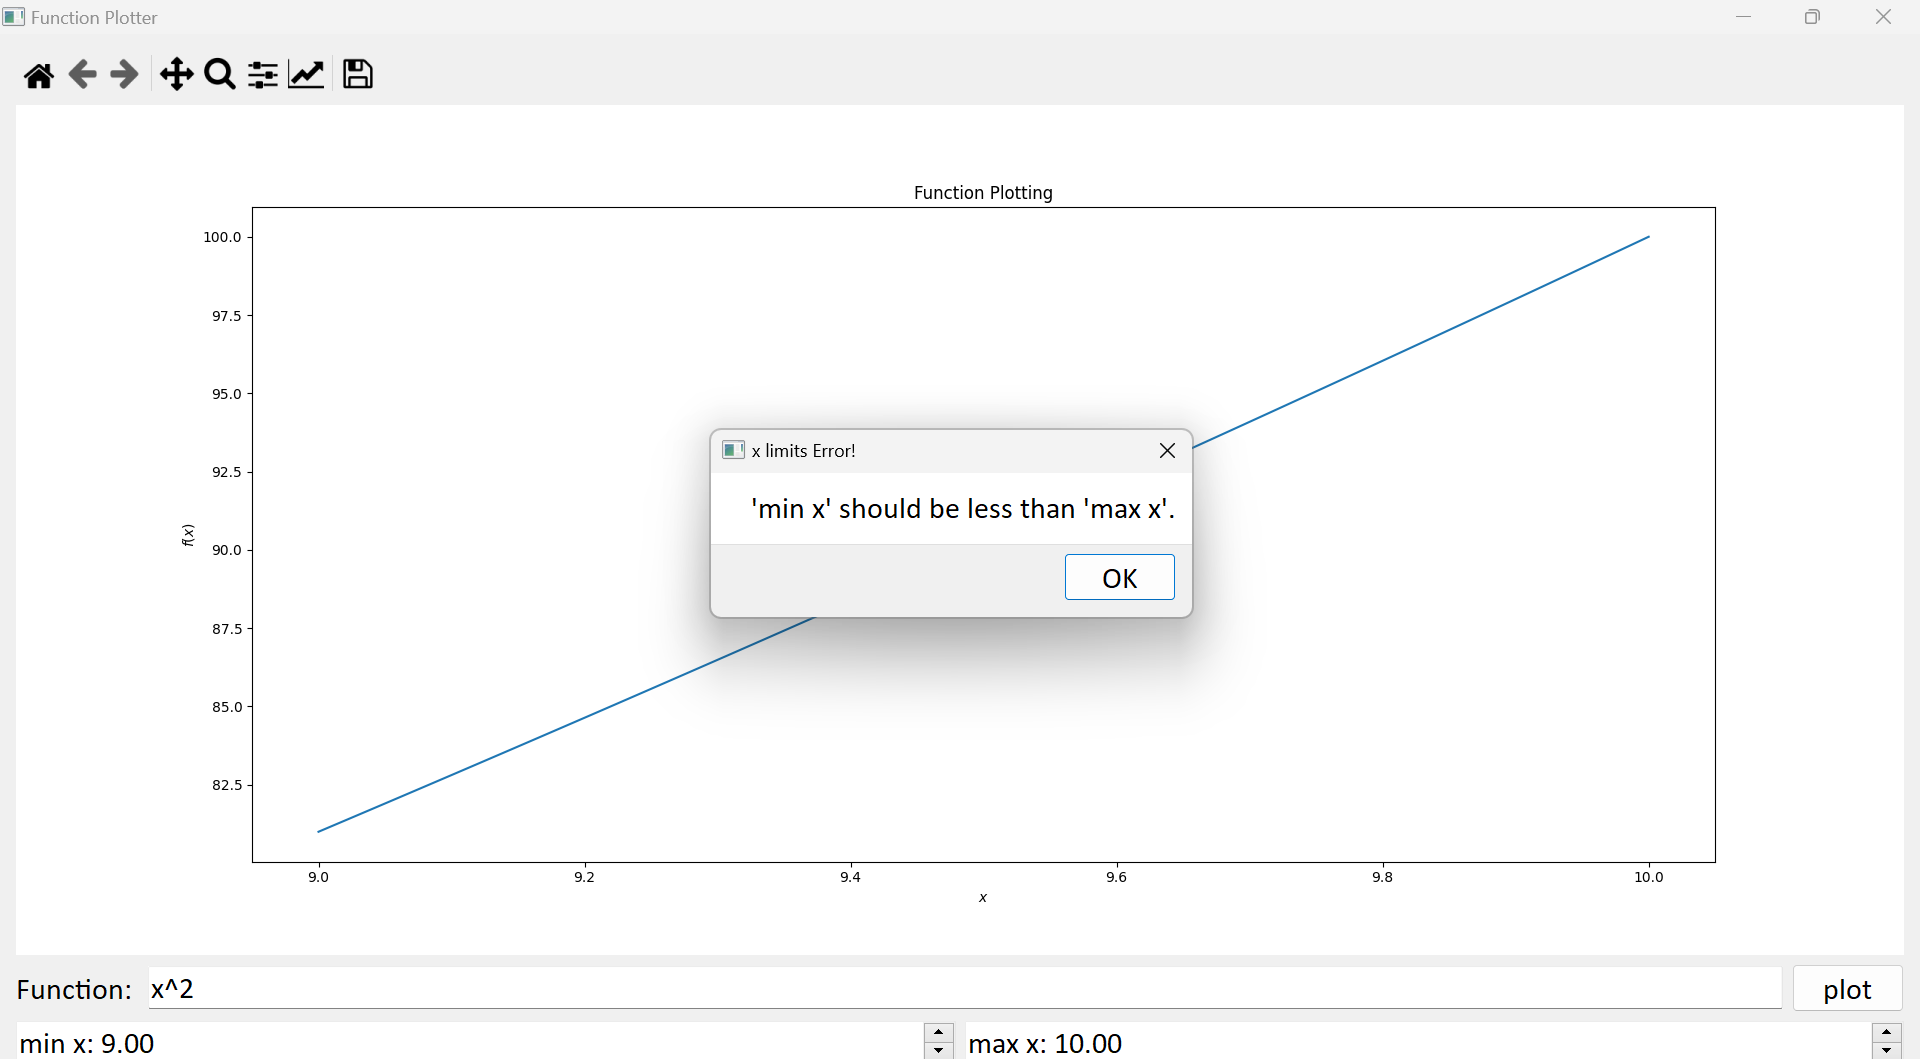 Function Plotter
Function Plotting
100.0
97.5
95.0
92.5
90.0
87.5
85.0
82.5
f(x)
9.0 9.2 9.4 9.6 9.8 10.0
x
x limits Error!
'min x' should be less than 'max x'.
OK
Function: x^2 plot
min x: 9.00 max x: 10.00